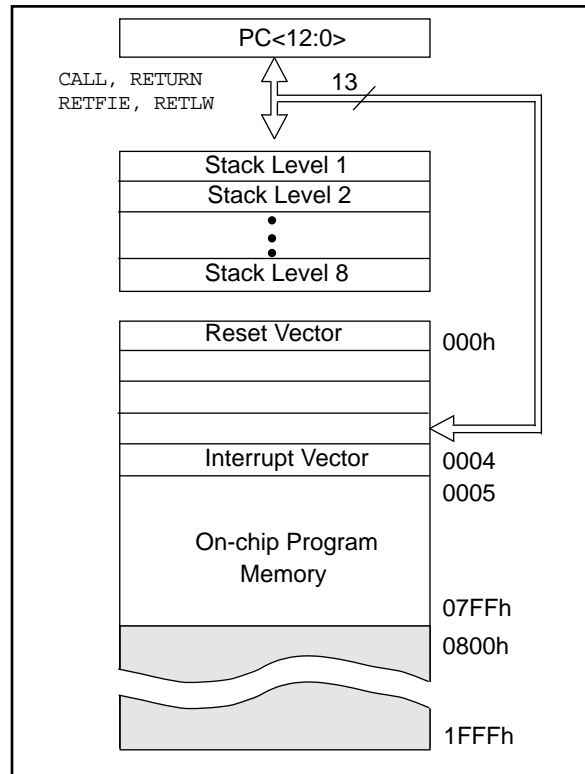 PC<12:0>
CALL, RETURN
RETFIE, RETLW
13
Stack Level 1
Stack Level 2
Stack Level 8
Reset Vector
000h
Interrupt Vector
0004
0005
On-chip Program
Memory
07FFh
0800h
1FFFh